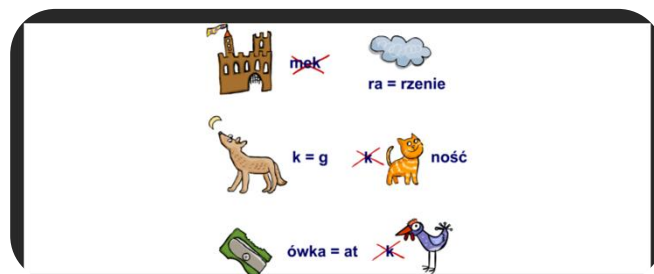 mek
ra = rzenie
k = g k ność
ówka = at k